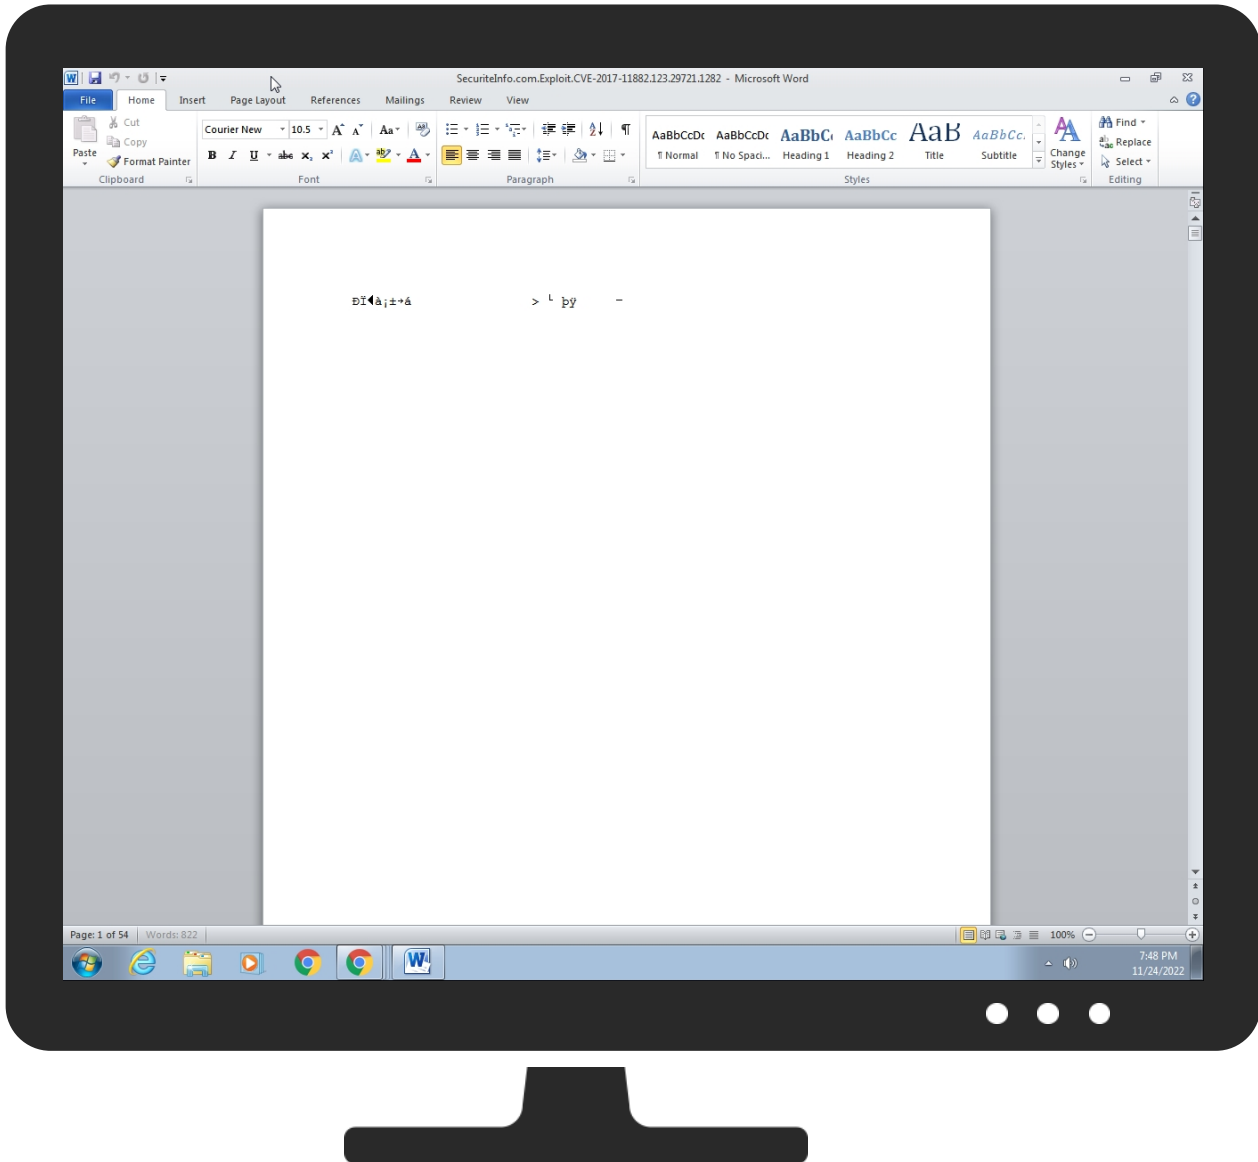 SecuriteInfo.com.Exploit.CVE-2017-11882.123.29721.1282 - Microsoft Word
File Home Insert Page Layout References Mailings Review View
Cut
Copy
Paste
Format Painter
Clipboard
Courier New 10.5
Font
Paragraph
AaBbCcDc AaBbCcDc AaBbC AaBbCc AaB AaBbCc.
¶ Normal ¶ No Spaci... Heading 1 Heading 2 Title Subtitle
Change
Styles
Styles
Find
Replace
Select
Editing
ÐÏ◄à¡±→á > └ þÿ
Page: 1 of 54 Words: 822
100%
7:48 PM
11/24/2022